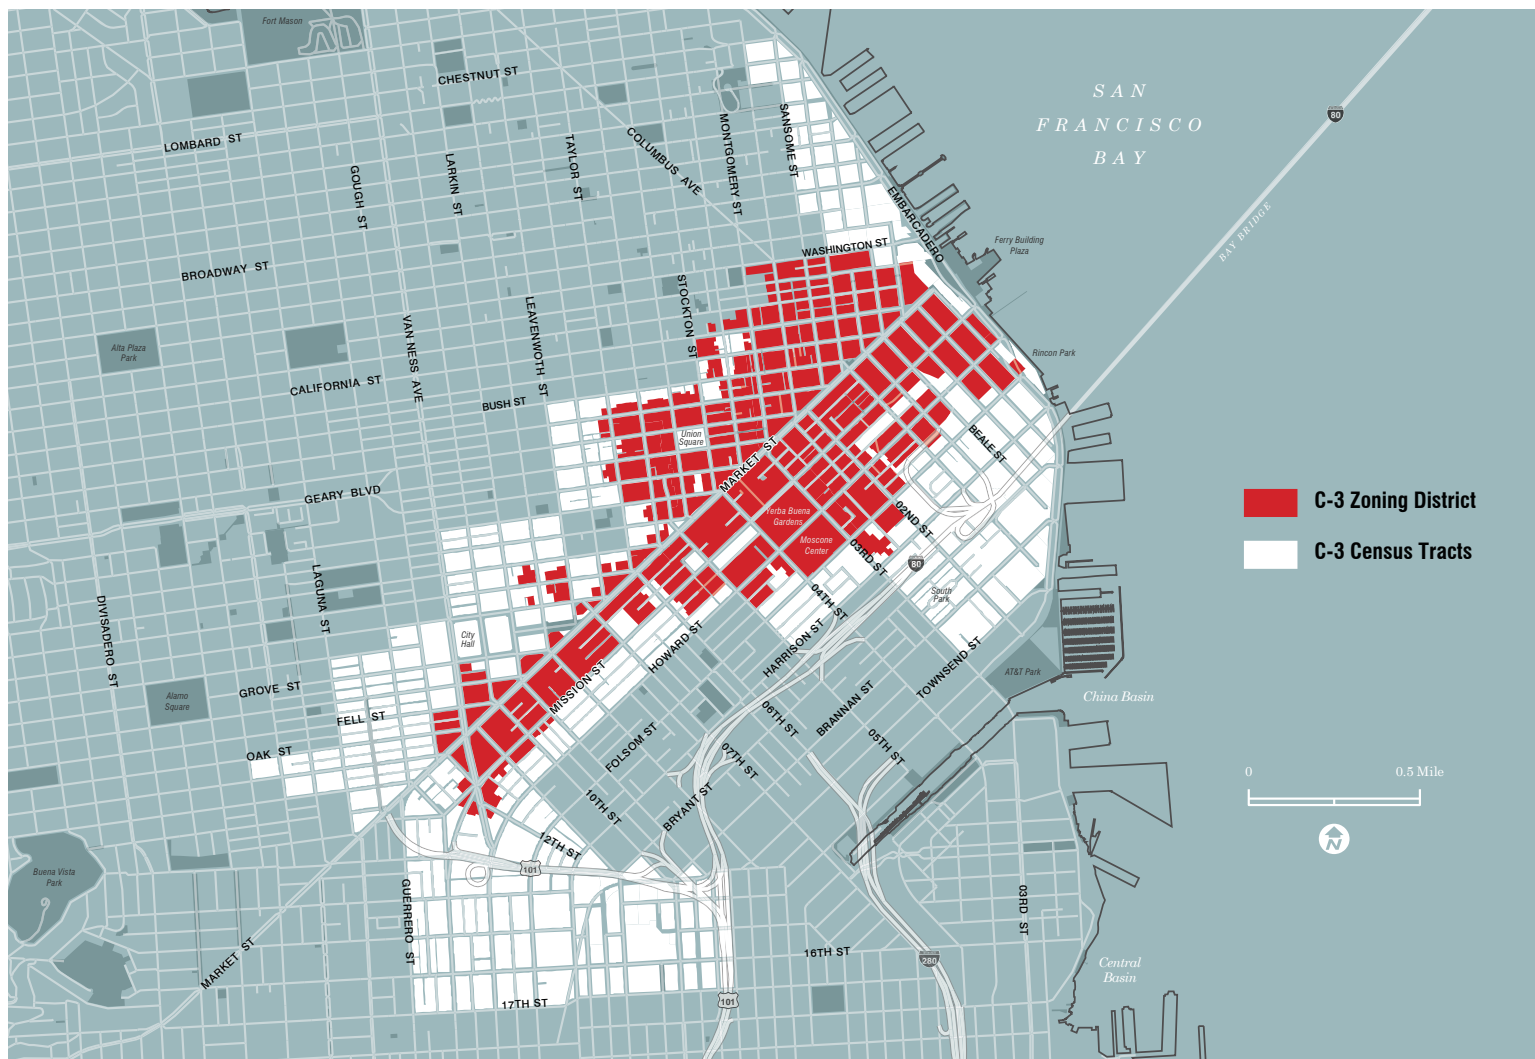 Fort Mason
CHESTNUT ST
LOMBARD ST
GOUGH ST
LARKIN ST
TAYLOR ST
COLUMBUS AVE
MONTGOMERY ST
SANSOME ST
EMBARCADERO
SAN
FRANCISCO
BAY
80
BAY BRIDGE
Ferry Building
Plaza
WASHINGTON ST
BROADWAY ST
STOCKTON ST
LEAVENWOTH ST
VAN NESS AVE
Alta Plaza
Park
CALIFORNIA ST
BUSH ST
Rincon Park
Union
Square
MARKET ST
BEALE ST
GEARY BLVD
Yerba Buena
Gardens
Moscone
Center
02ND ST
03RD ST
80
C-3 Zoning District
C-3 Census Tracts
LAGUNA ST
DIVISADERO ST
City
Hall
04TH ST
South
Park
HOWARD ST
HARRISON ST
TOWNSEND ST
AT&T Park
China Basin
Alamo
Square
GROVE ST
FELL ST
MISSION ST
OAK ST
FOLSOM ST
06TH ST
BRANNAN ST
05TH ST
07TH ST
10TH ST
BRYANT ST
12TH ST
0
0.5 Mile
N
101
Buena Vista
Park
GUERRERO ST
03RD ST
MARKET ST
16TH ST
280
Central
Basin
17TH ST
101